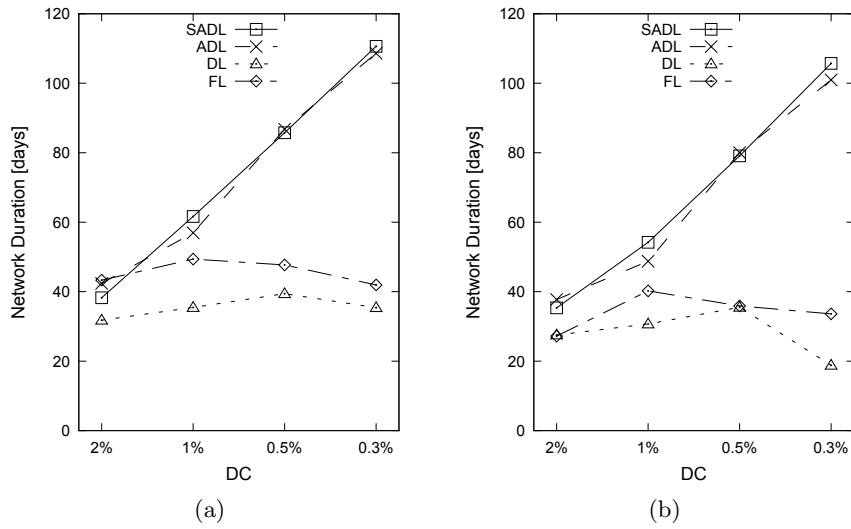 120
100
80
60
40
20
0
Network Duration [days]
SADL
ADL
DL
FL
2% 1% 0.5% 0.3%
DC
(a)
120
100
80
60
40
20
0
Network Duration [days]
SADL
ADL
DL
FL
2% 1% 0.5% 0.3%
DC
(b)